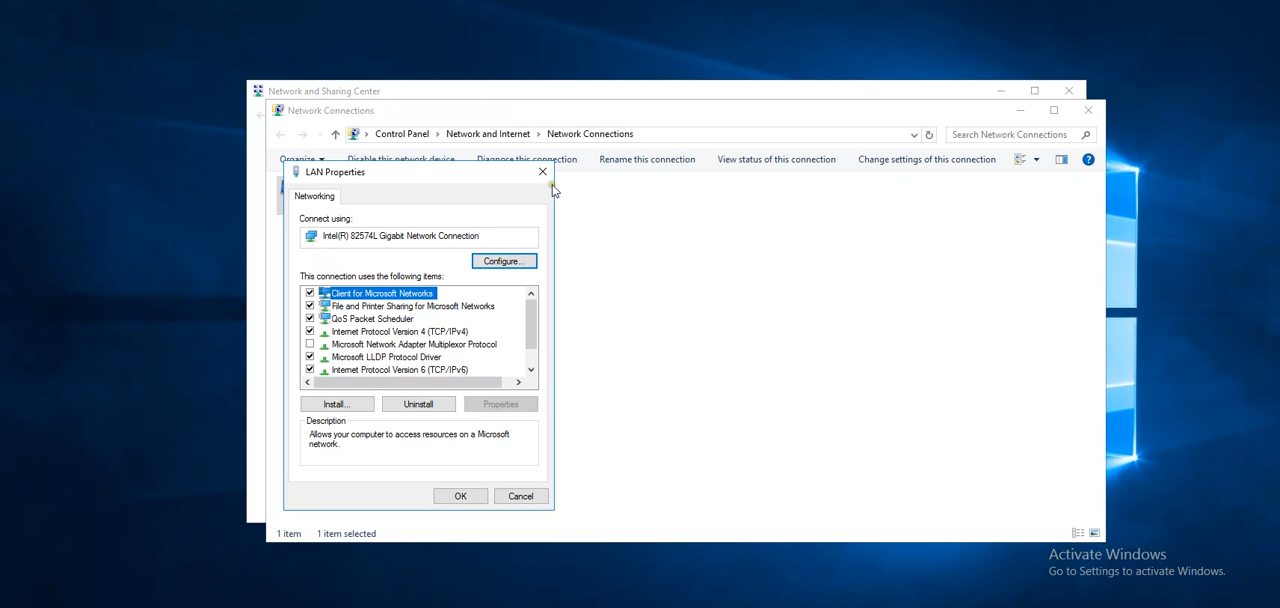 Network and Sharing Center
Network Connections
Control Panel > Network and Internet > Network Connections
Search Network Connections
Organize Disable this network device Diagnose this connection Rename this connection View status of this connection Change settings of this connection
LAN Properties
Networking
Connect using:
Intel(R) 82574L Gigabit Network Connection
Configure...
This connection uses the following items:
Client for Microsoft Networks
File and Printer Sharing for Microsoft Networks
QoS Packet Scheduler
Internet Protocol Version 4 (TCP/IPv4)
Microsoft Network Adapter Multiplexor Protocol
Microsoft LLDP Protocol Driver
Internet Protocol Version 6 (TCP/IPv6)
Install... Uninstall Properties
Description
Allows your computer to access resources on a Microsoft
network.
OK Cancel
1 item 1 item selected
Activate Windows
Go to Settings to activate Windows.